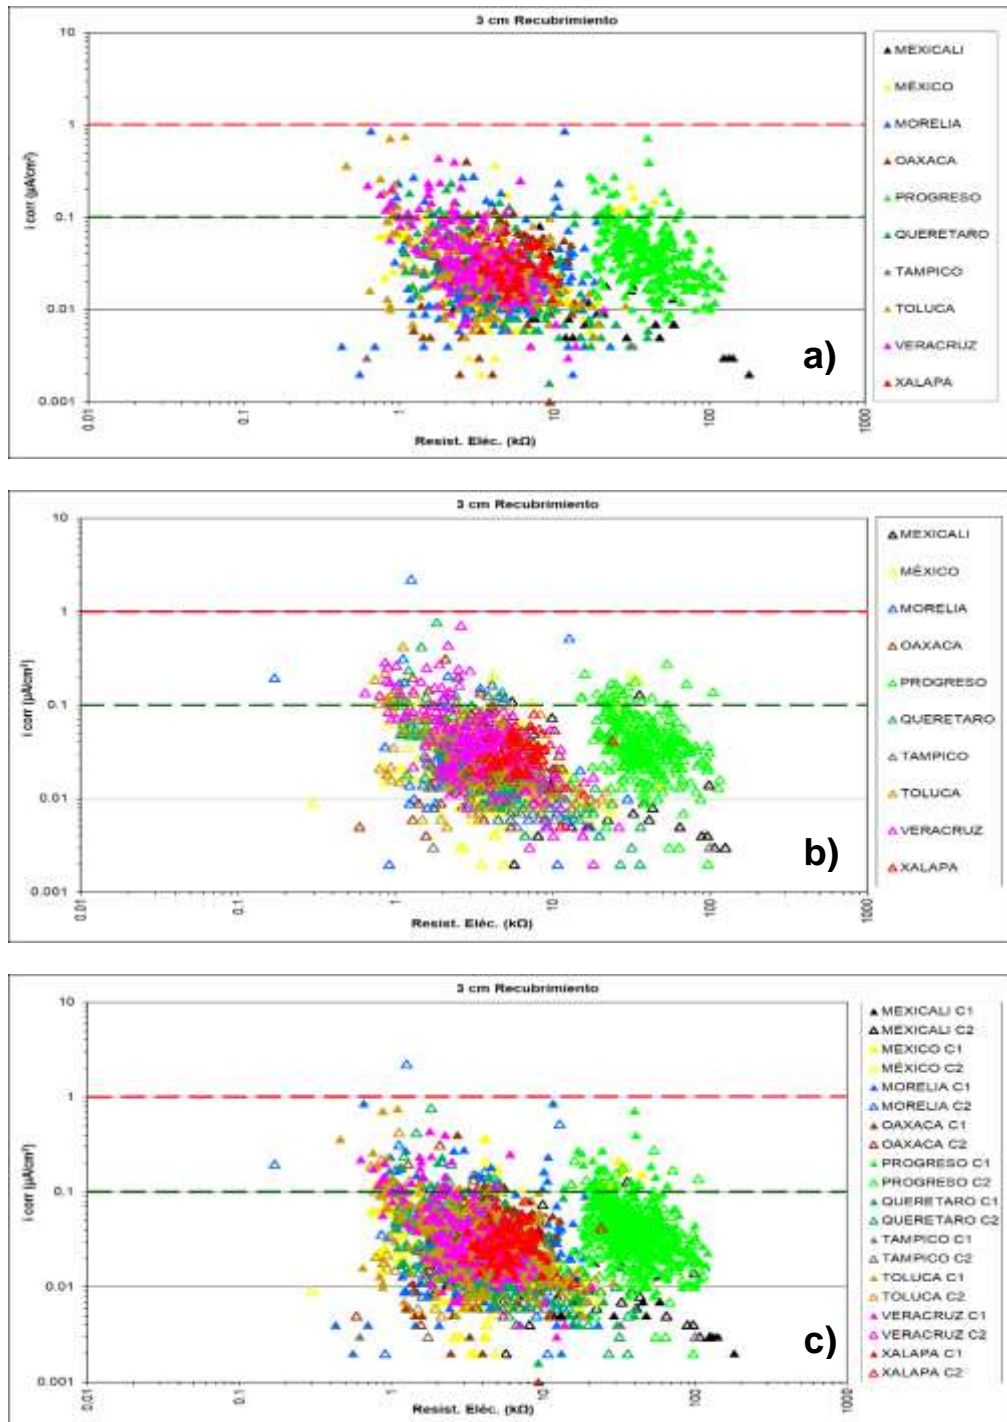 3 cm Recubrimiento
10
1
0.1
0.01
0.001
i corr (µA/cm²)
0.01
0.1
1
10
100
1000
Resist. Eléc. (kΩ)
MEXICALI
MÉXICO
MORELIA
OAXACA
PROGRESO
QUERETARO
TAMPICO
TOLUCA
VERACRUZ
XALAPA
a)
3 cm Recubrimiento
10
1
0.1
0.01
0.001
i corr (µA/cm²)
0.01
0.1
1
10
100
1000
Resist. Eléc. (kΩ)
MEXICALI
MÉXICO
MORELIA
OAXACA
PROGRESO
QUERETARO
TAMPICO
TOLUCA
VERACRUZ
XALAPA
b)
3 cm Recubrimiento
10
1
0.1
0.01
0.001
i corr (µA/cm²)
0.01
0.1
1
10
100
1000
Resist. Eléc. (kΩ)
MEXICALI C1
MEXICALI C2
MÉXICO C1
MÉXICO C2
MORELIA C1
MORELIA C2
OAXACA C1
OAXACA C2
PROGRESO C1
PROGRESO C2
QUERETARO C1
QUERETARO C2
TAMPICO C1
TAMPICO C2
TOLUCA C1
TOLUCA C2
VERACRUZ C1
VERACRUZ C2
XALAPA C1
XALAPA C2
c)